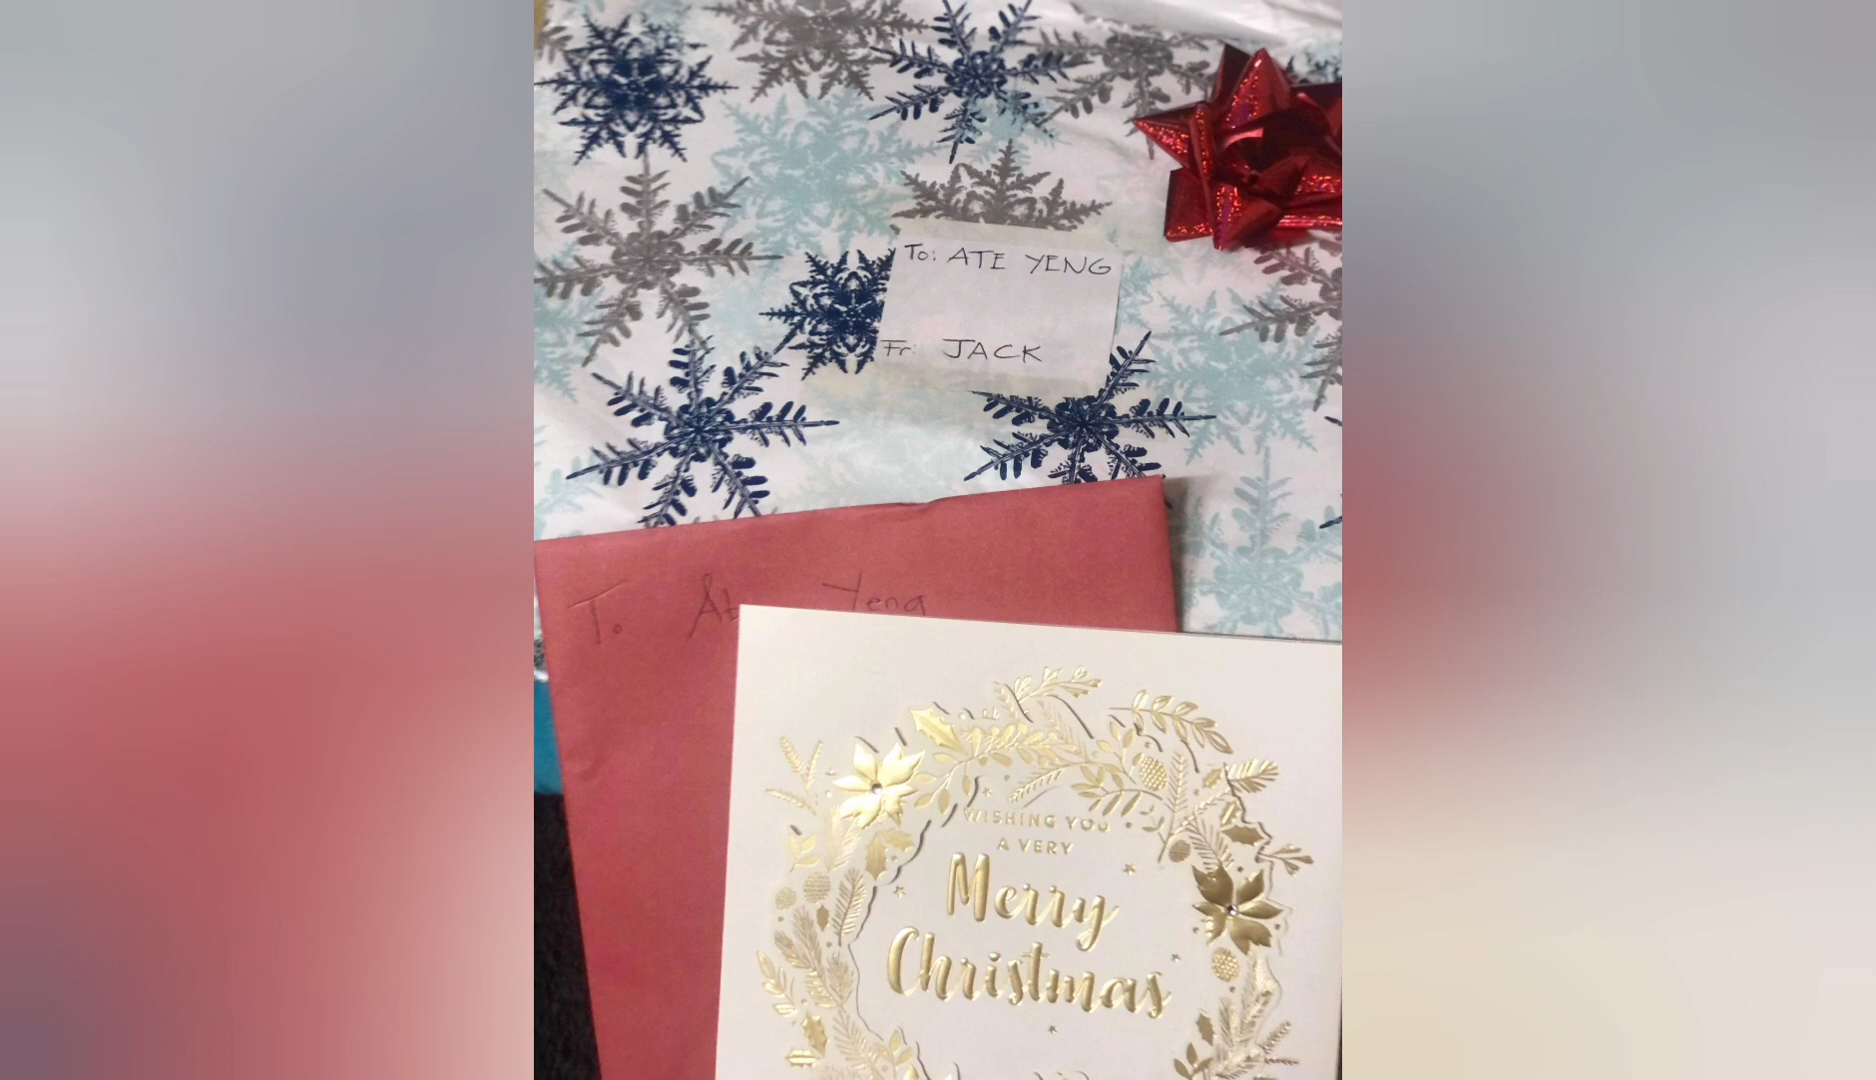 To: ATE YENG
Fr: JACK
To Ate Yeng
WISHING YOU
A VERY
Merry
Christmas